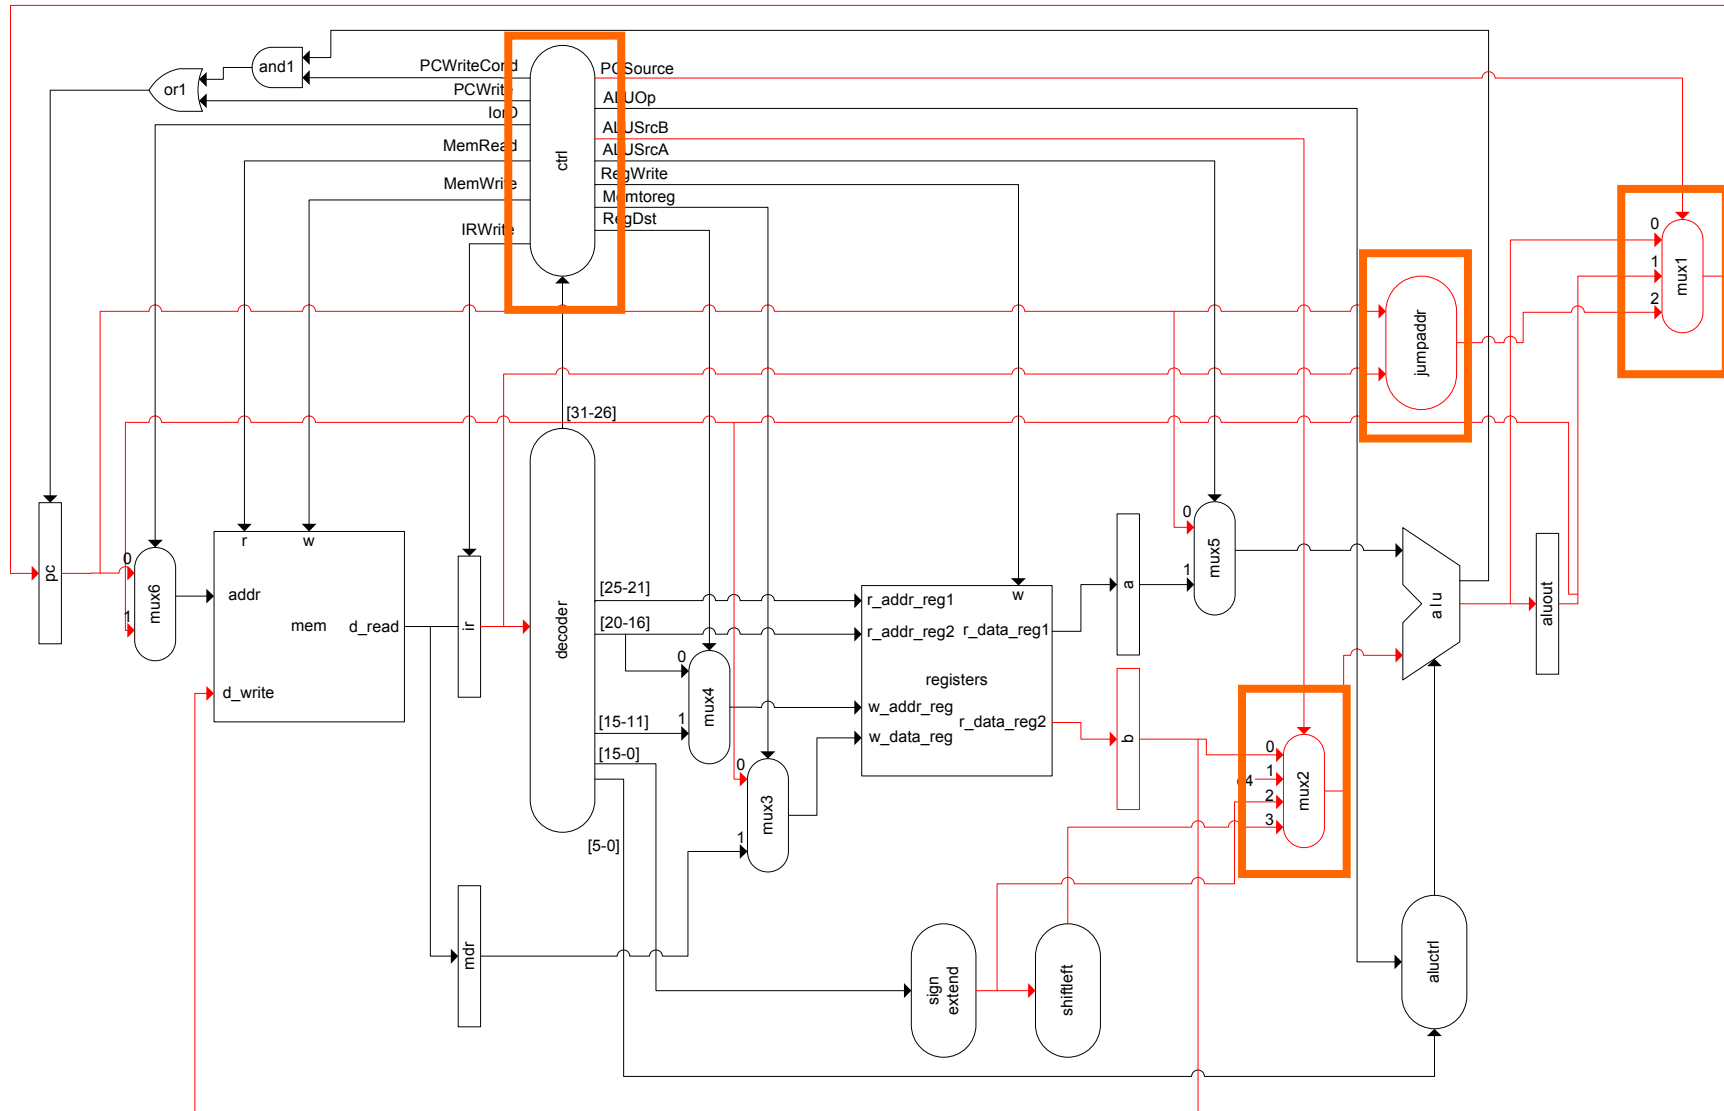 and1
or1
PCWriteCond
PCWrite
IorD
MemRead
MemWrite
IRWrite
ctrl
PCSource
ALUOp
ALUSrcB
ALUSrcA
RegWrite
Memtoreg
RegDst
0
1
2
mux1
jumpaddr
[31-26]
pc
0
1
mux6
r
w
addr
mem
d_read
d_write
ir
decoder
[25-21]
[20-16]
[15-11]
[15-0]
[5-0]
0
1
mux4
0
1
mux3
mdr
w
r_addr_reg1
r_addr_reg2
r_data_reg1
registers
w_addr_reg
r_data_reg2
w_data_reg
a
b
0
1
mux5
alu
aluout
0
1
4
2
3
mux2
sign
extend
shiftleft
aluctrl